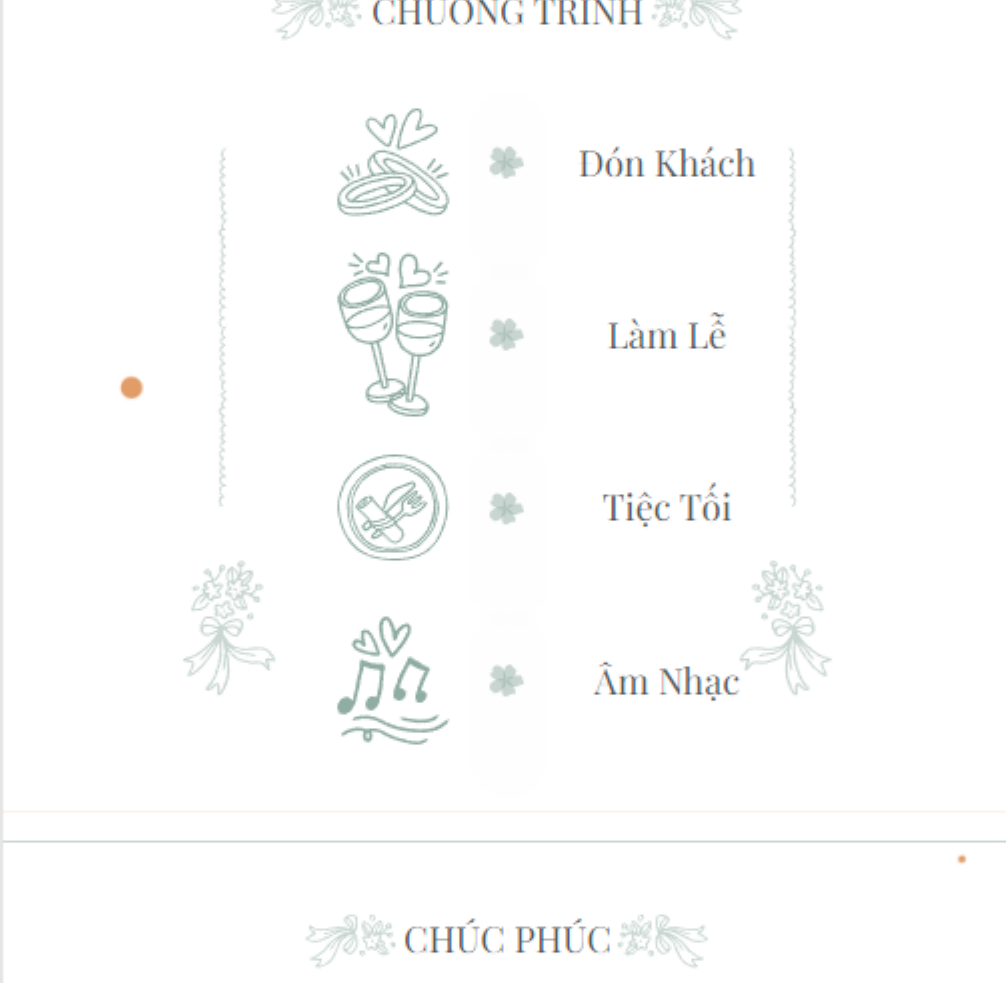 CHƯƠNG TRÌNH
Đón Khách
Làm Lễ
Tiệc Tối
Âm Nhạc
CHÚC PHÚC